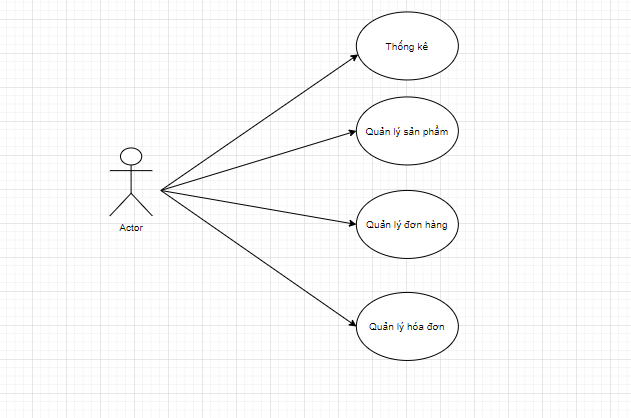 Thống kê
Quản lý sản phẩm
Quản lý đơn hàng
Actor
Quản lý hóa đơn